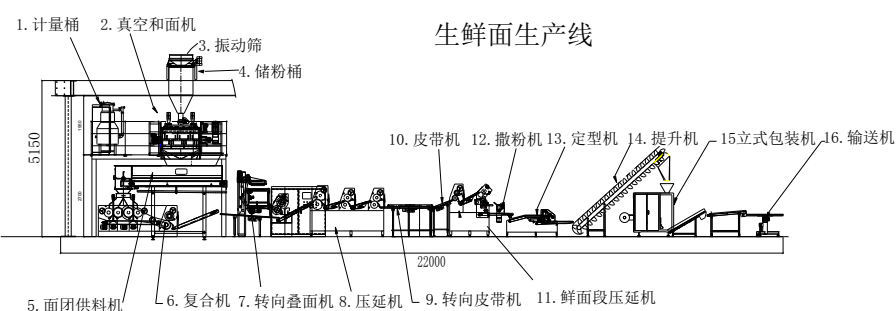 生鲜面生产线
1.计量桶
2.真空和面机
3.振动筛
4.储粉桶
5150
10.皮带机
12.撒粉机
13.定型机
14.提升机
15立式包装机
16.输送机
22000
5.面团供料机
6.复合机
7.转向叠面机
8.压延机
9.转向皮带机
11.鲜面段压延机